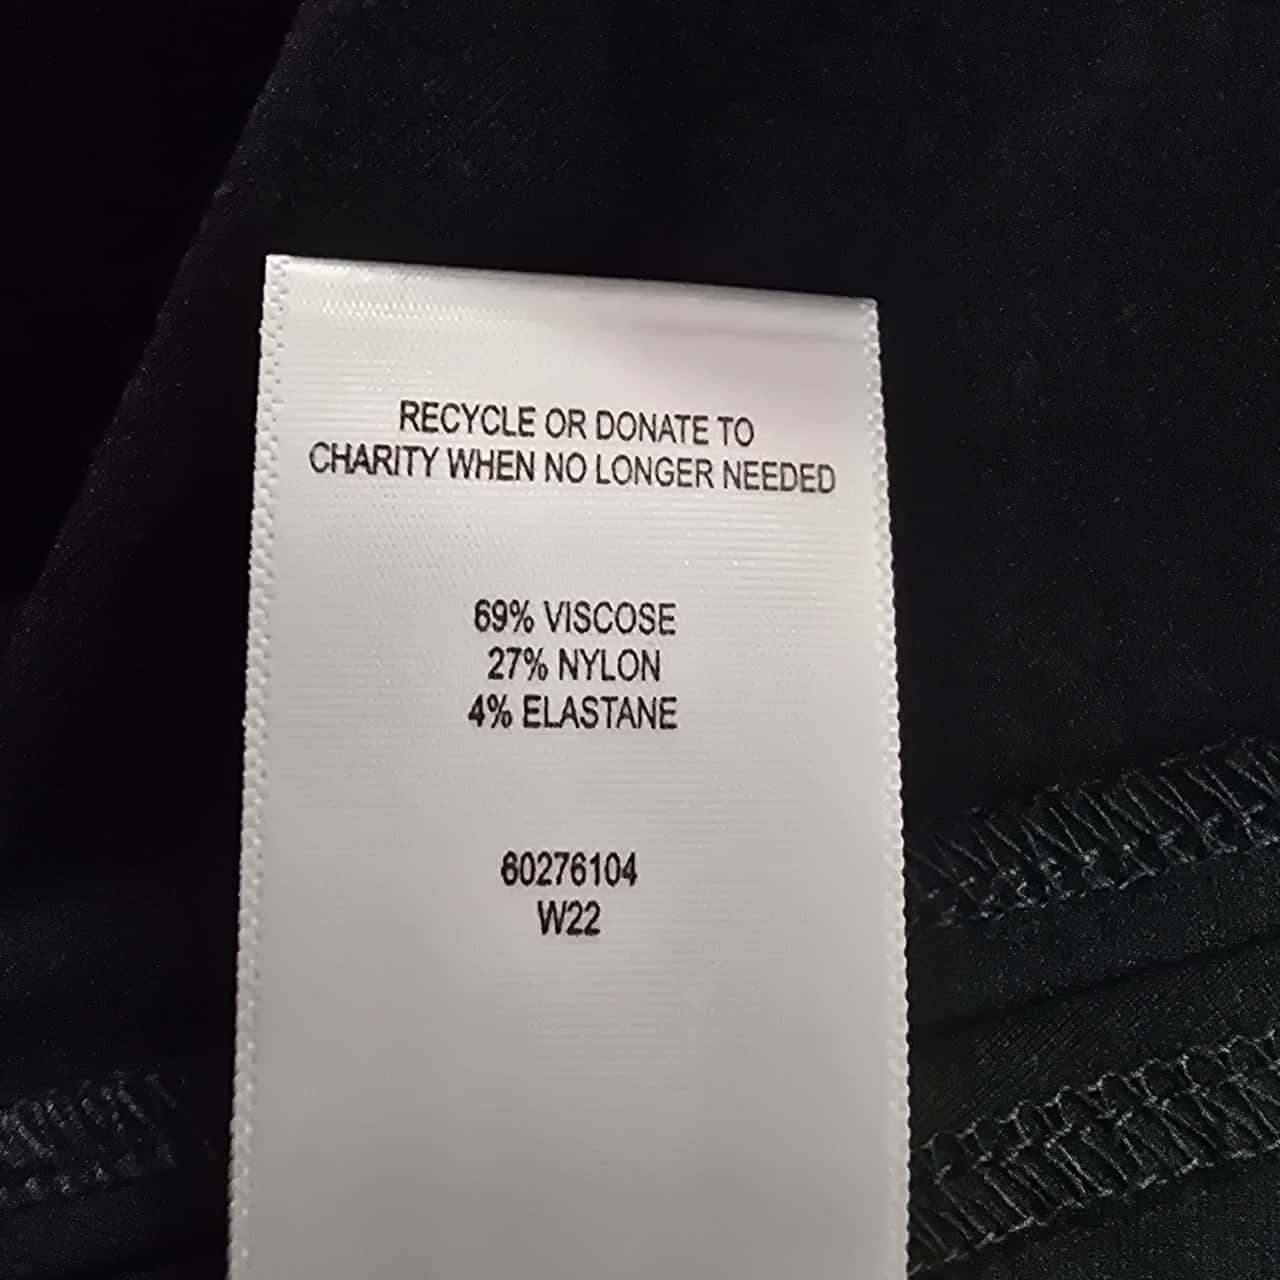 RECYCLE OR DONATE TO
CHARITY WHEN NO LONGER NEEDED
69% VISCOSE
27% NYLON
4% ELASTANE
60276104
W22